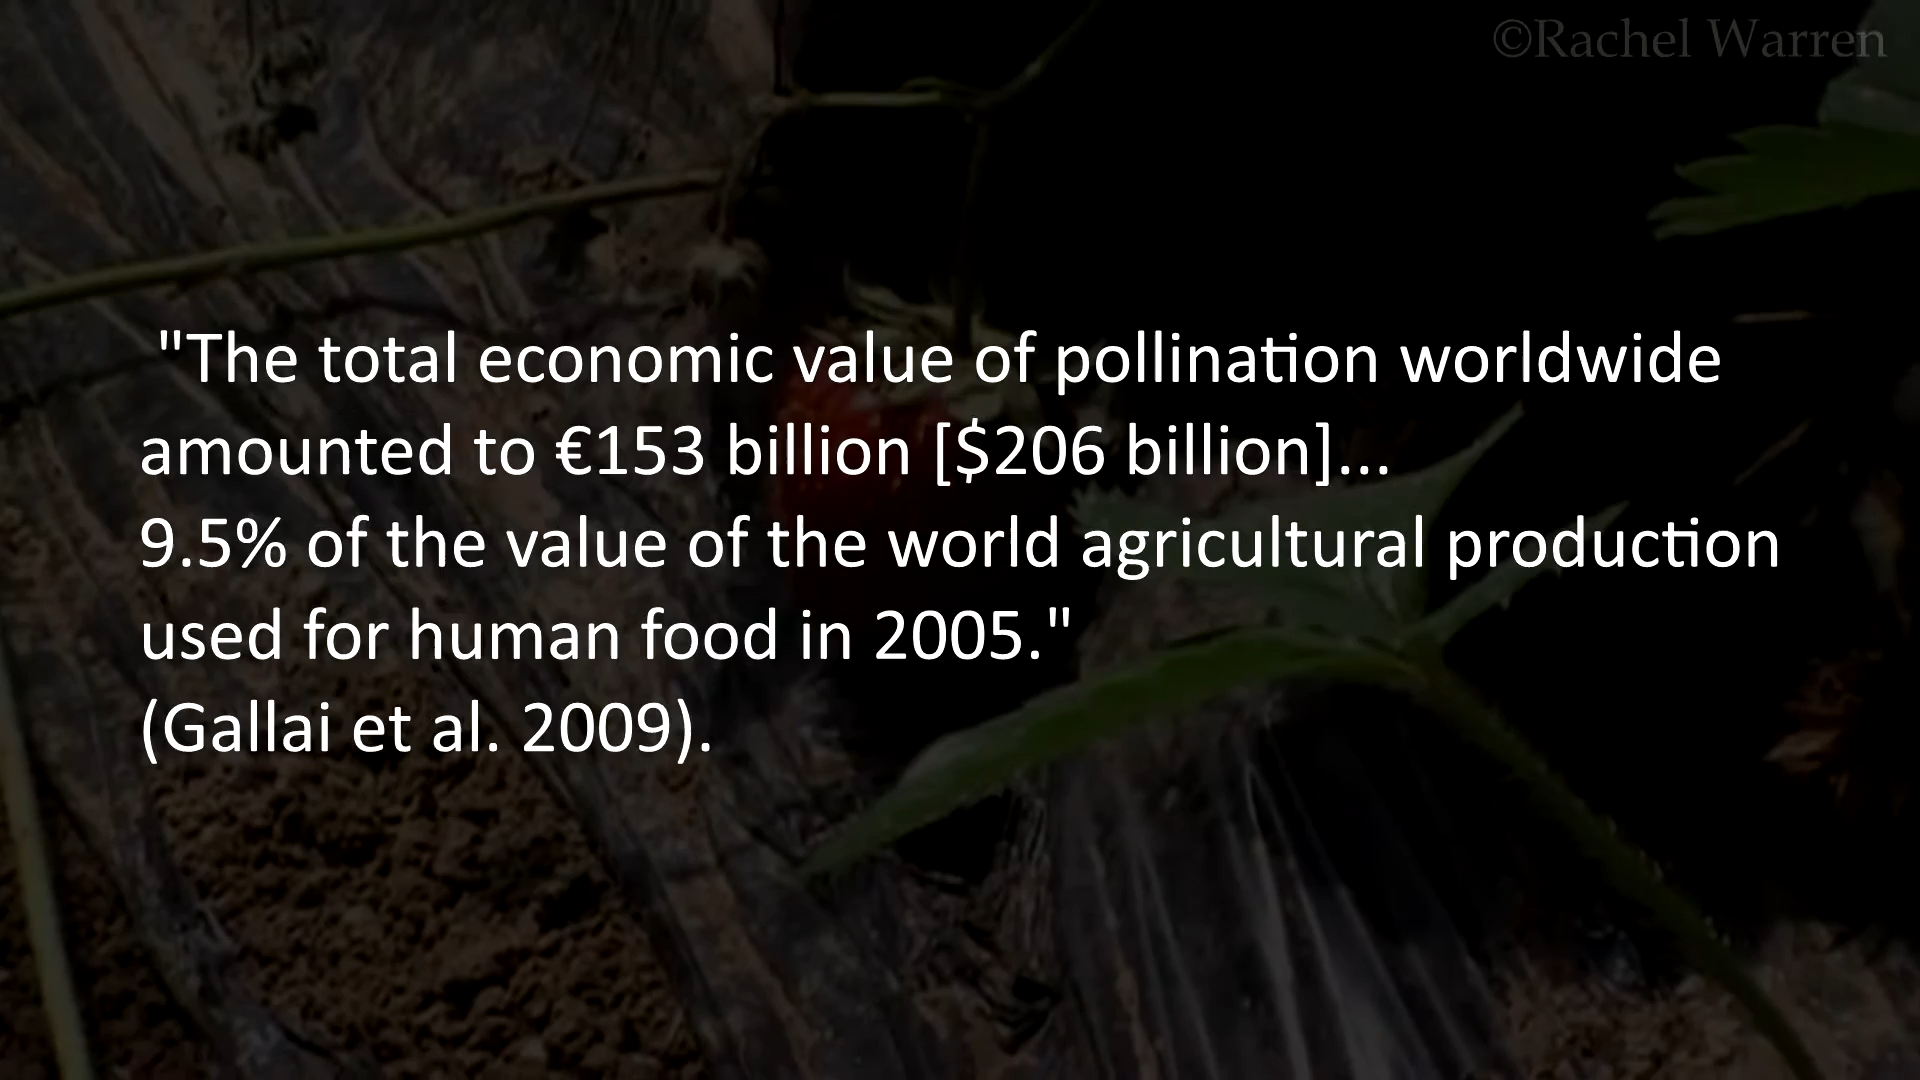 ©Rachel Warren
"The total economic value of pollination worldwide
amounted to €153 billion [$206 billion]...
9.5% of the value of the world agricultural production
used for human food in 2005."
(Gallai et al. 2009).